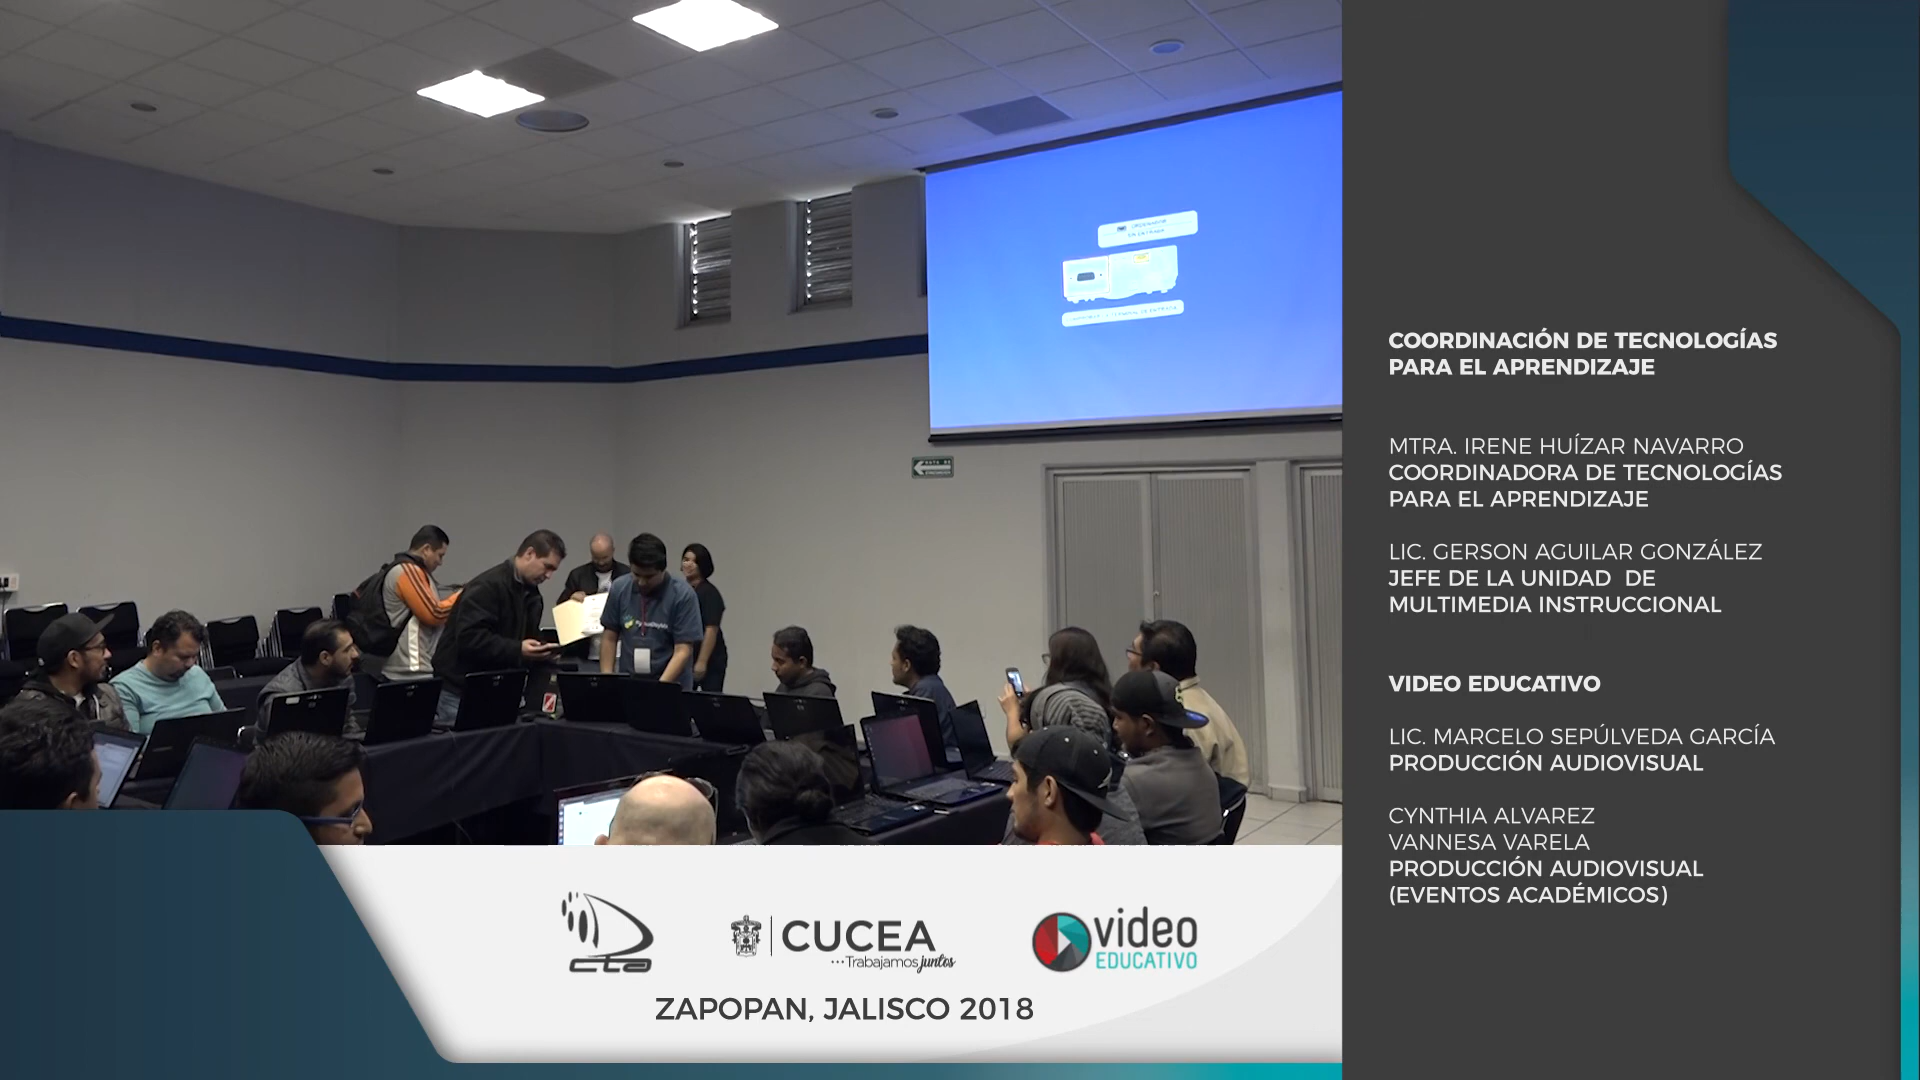 COORDINACIÓN DE TECNOLOGÍAS
PARA EL APRENDIZAJE
MTRA. IRENE HUÍZAR NAVARRO
COORDINADORA DE TECNOLOGÍAS
PARA EL APRENDIZAJE
LIC. GERSON AGUILAR GONZÁLEZ
JEFE DE LA UNIDAD DE
MULTIMEDIA INSTRUCCIONAL
VIDEO EDUCATIVO
LIC. MARCELO SEPÚLVEDA GARCÍA
PRODUCCIÓN AUDIOVISUAL
CYNTHIA ALVAREZ
VANNESA VARELA
PRODUCCIÓN AUDIOVISUAL
(EVENTOS ACADÉMICOS)
cta
CUCEA
...Trabajamos juntos
video
EDUCATIVO
ZAPOPAN, JALISCO 2018